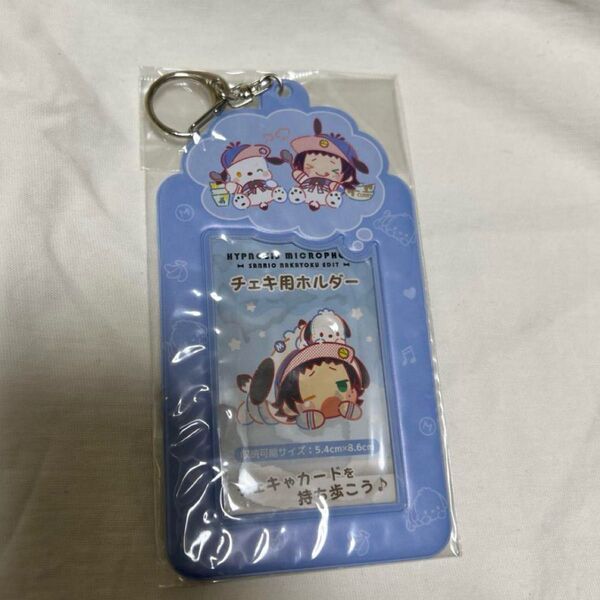 HYPNOSIS MICROPHO
SANRIO NAKAYOKU EDIT
チェキ用ホルダー
収納可能サイズ：5.4cm×8.6cm
チェキやカードを
持ち歩こう♪